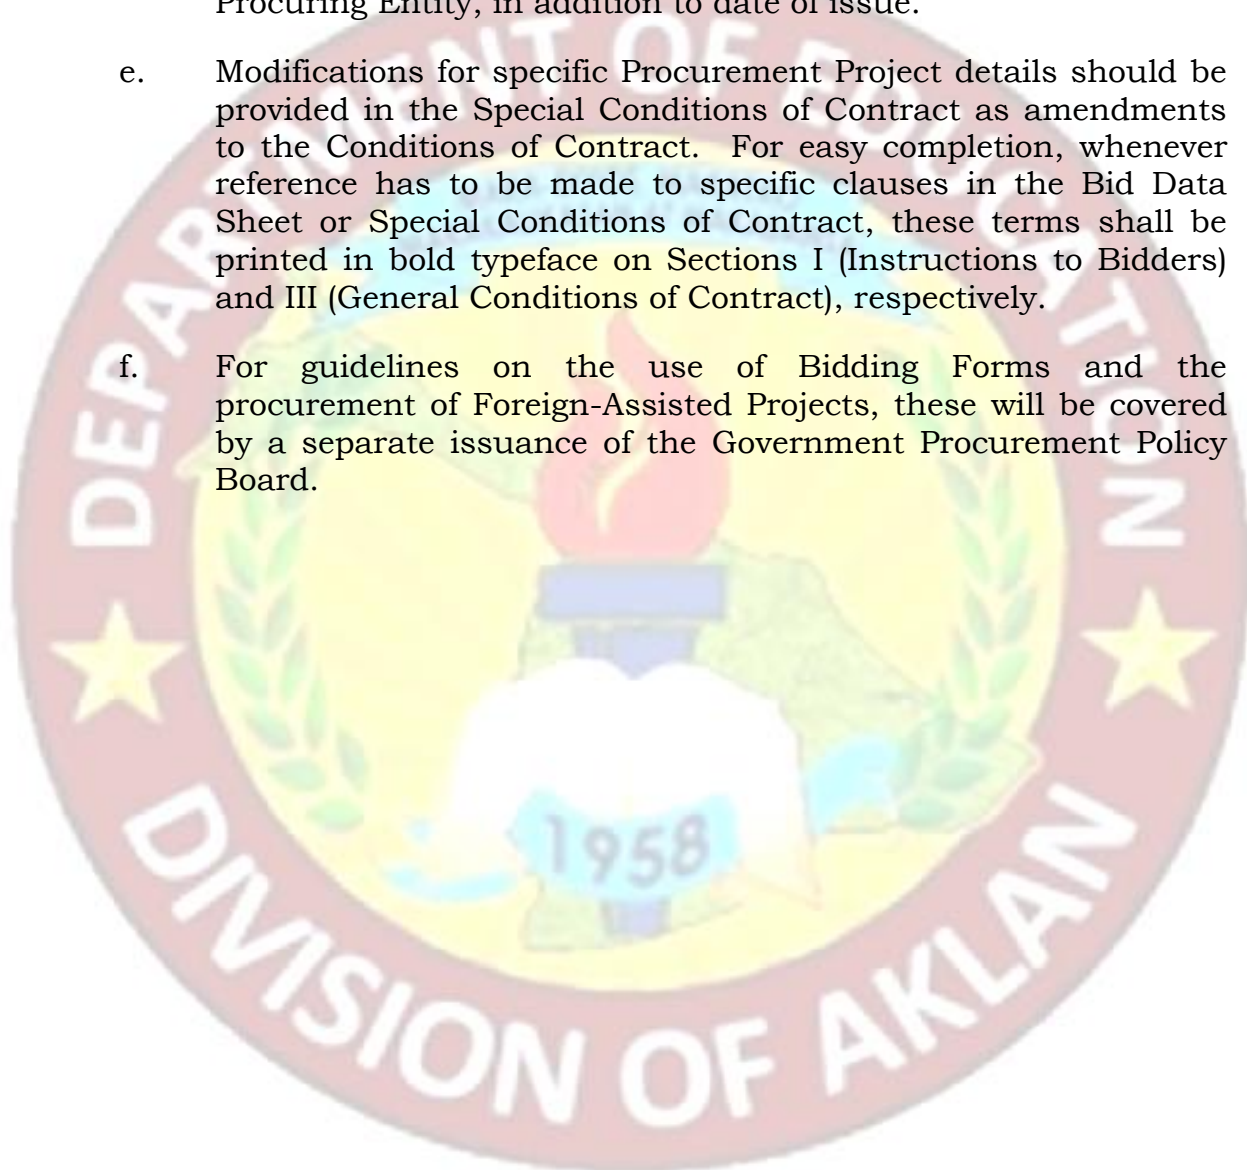 Procuring Entity, in addition to date of issue.
e. Modifications for specific Procurement Project details should be
provided in the Special Conditions of Contract as amendments
to the Conditions of Contract. For easy completion, whenever
reference has to be made to specific clauses in the Bid Data
Sheet or Special Conditions of Contract, these terms shall be
printed in bold typeface on Sections I (Instructions to Bidders)
and III (General Conditions of Contract), respectively.
f. For guidelines on the use of Bidding Forms and the
procurement of Foreign-Assisted Projects, these will be covered
by a separate issuance of the Government Procurement Policy
Board.
DEPARTMENT OF EDUCATION
1958
DIVISION OF AKLAN